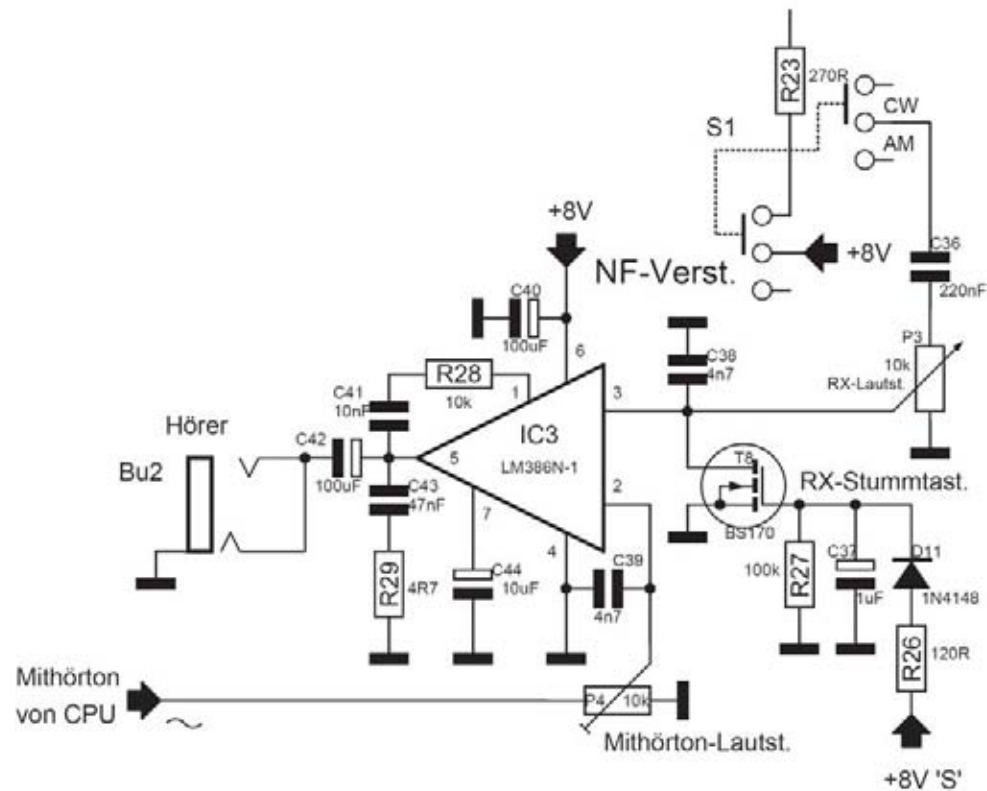 R23
270R
CW
S1
AM
+8V
+8V
NF-Verst.
C36
220nF
C40
100uF
6
P3
10k
RX-Lautst.
C38
4n7
R28
10k
1
3
C41
10nF
Hörer
C42
IC3
LM386N-1
5
Bu2
100uF
C43
47nF
2
T8
RX-Stummtast.
7
BS170
4
R29
4R7
C44
10uF
C39
4n7
100k
R27
C37
1uF
D11
1N4148
R26
120R
Mithörton
von CPU
P4
10k
Mithörton-Lautst.
+8V 'S'